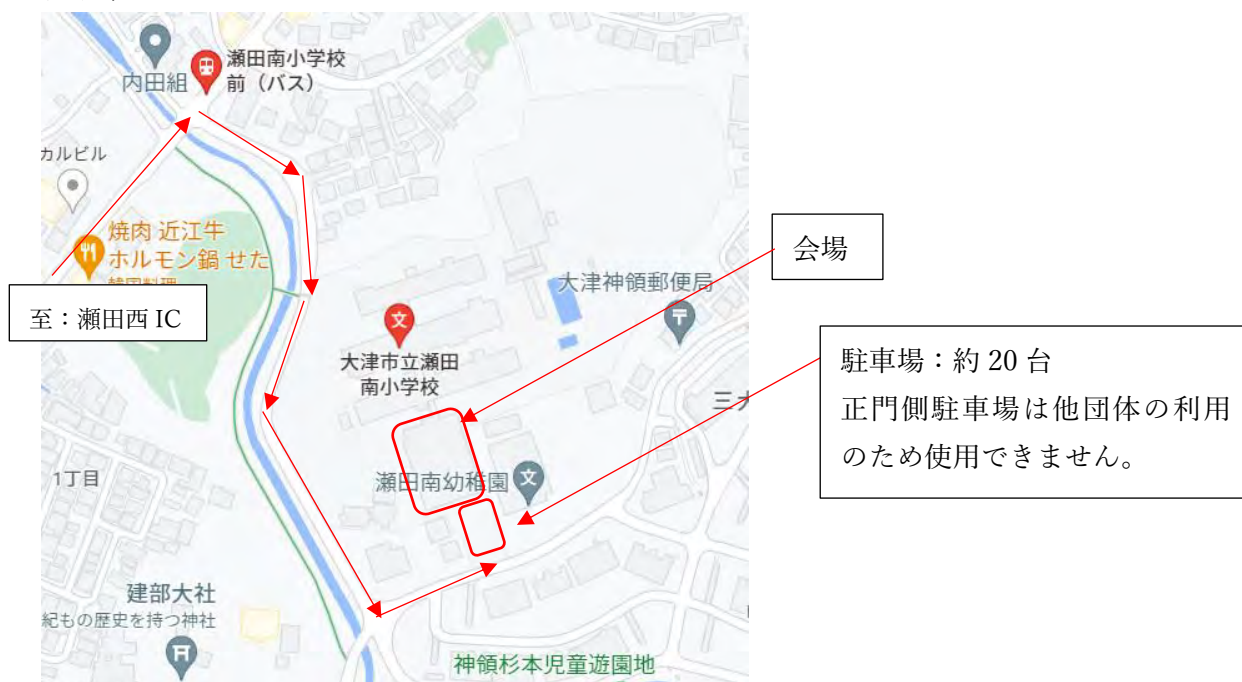 瀬田南小学校
前（バス）
内田組
カルビル
焼肉 近江牛
ホルモン鍋 せた
至：瀬田西 IC
会場
大津神領郵便局
大津市立瀬田
南小学校
駐車場：約 20 台
正門側駐車場は他団体の利用
のため使用できません。
1丁目
瀬田南幼稚園
建部大社
紀もの歴史を持つ神社
神領杉本児童遊園地